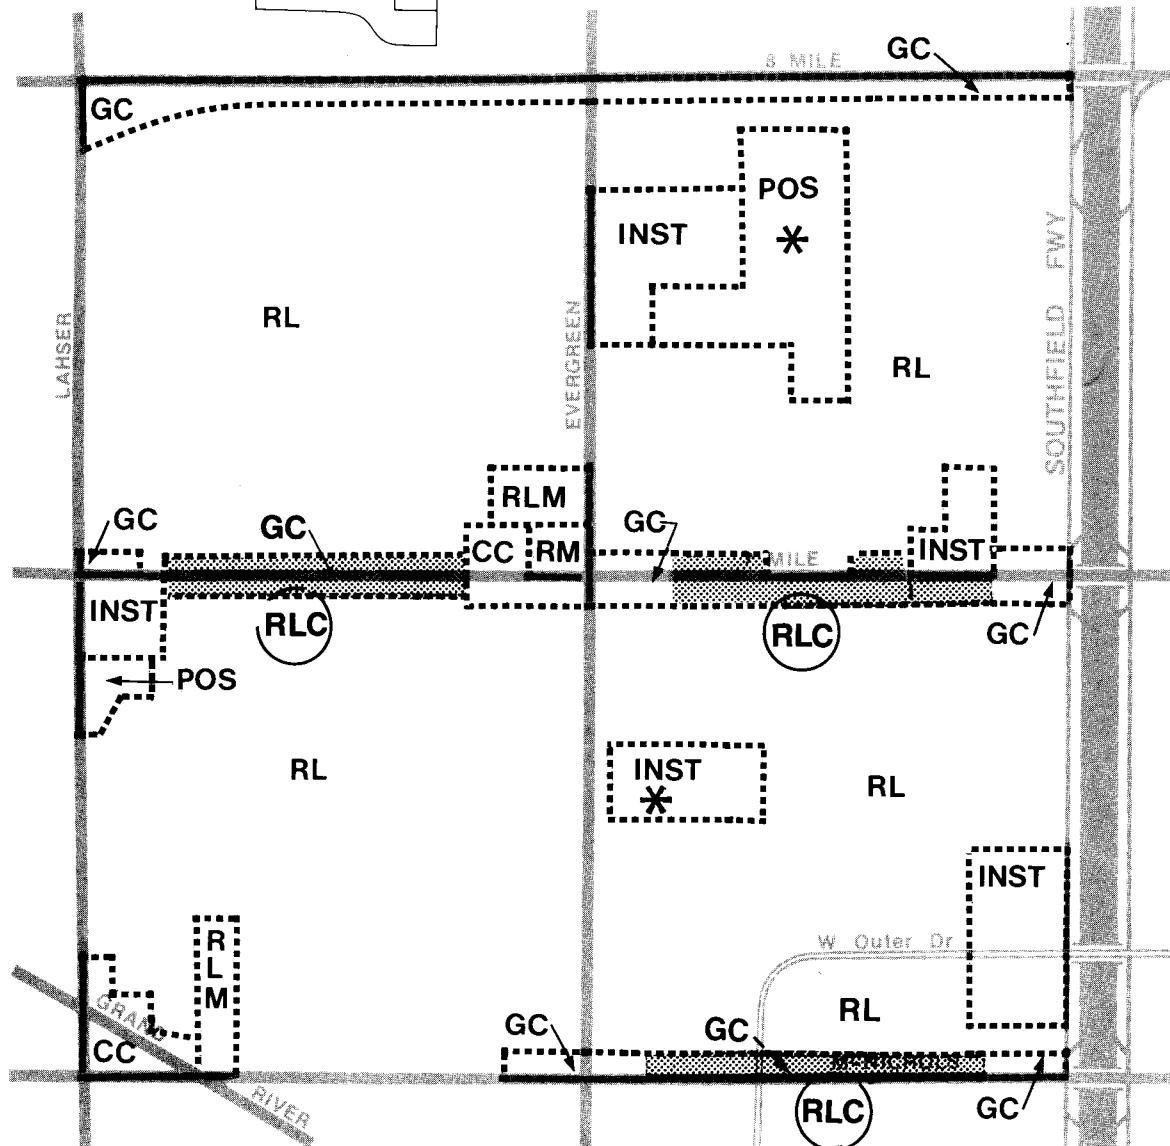 GC
8 MILE
GC
POS
INST
SOUTHFIELD FWY
RL
LAHSER
EVERGREEN
RL
RLM
GC
GC
GC
CC
RM
INST
MILE
INST
RLC
RLC
GC
POS
RL
INST
RL
INST
RLM
W Outer Dr
GRAND
RL
GC
GC
CC
RIVER
RLC
GC